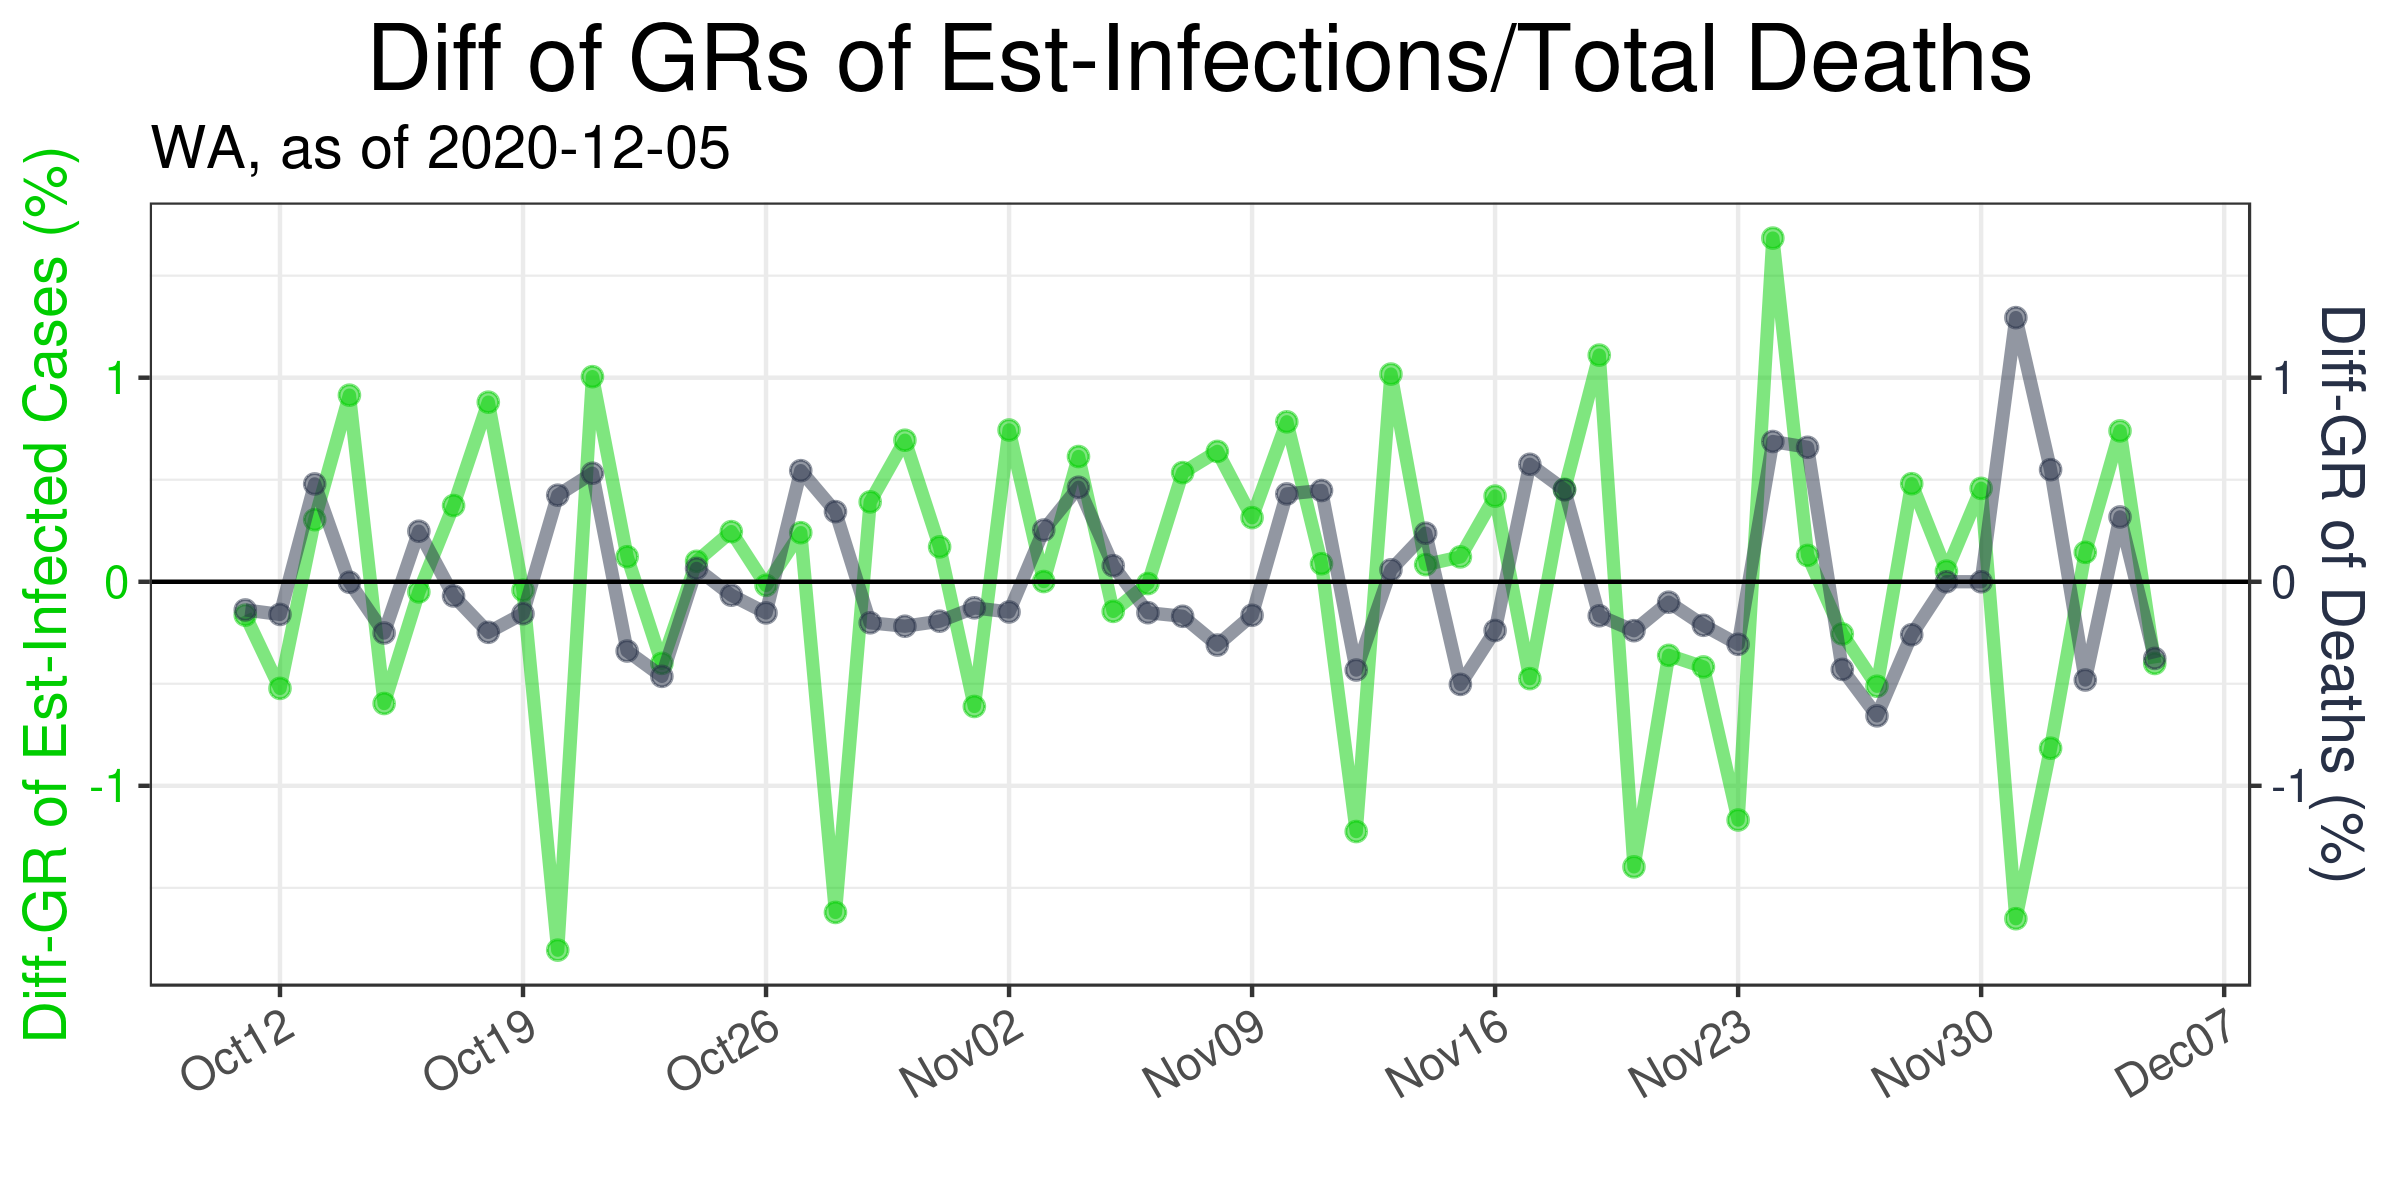 Diff of GRs of Est-Infections/Total Deaths
WA, as of 2020-12-05
Diff-GR of Est-Infected Cases (%)
1
0
-1
1
0
-1
Diff-GR of Deaths (%)
Oct12
Oct19
Oct26
Nov02
Nov09
Nov16
Nov23
Nov30
Dec07